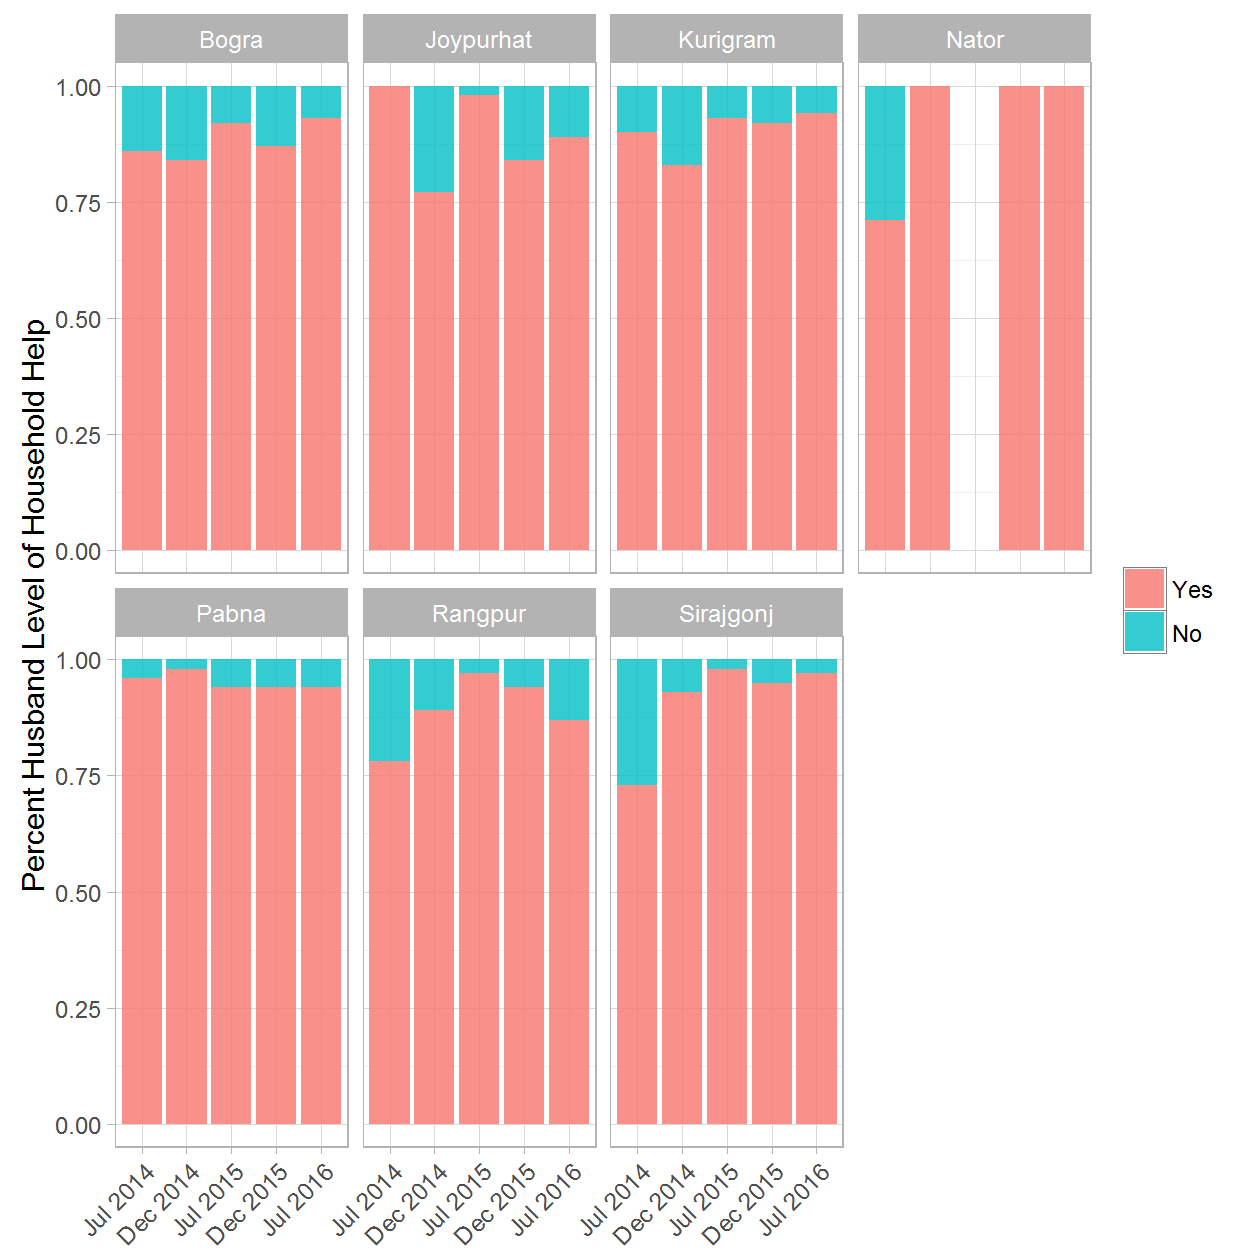 Bogra
Joypurhat
Kurigram
Nator
1.00
0.75
0.50
0.25
0.00
Percent Husband Level of Household Help
Yes
No
Pabna
Rangpur
Sirajgonj
1.00
0.75
0.50
0.25
0.00
Jul 2014
Dec 2014
Jul 2015
Dec 2015
Jul 2016
Jul 2014
Dec 2014
Jul 2015
Dec 2015
Jul 2016
Jul 2014
Dec 2014
Jul 2015
Dec 2015
Jul 2016